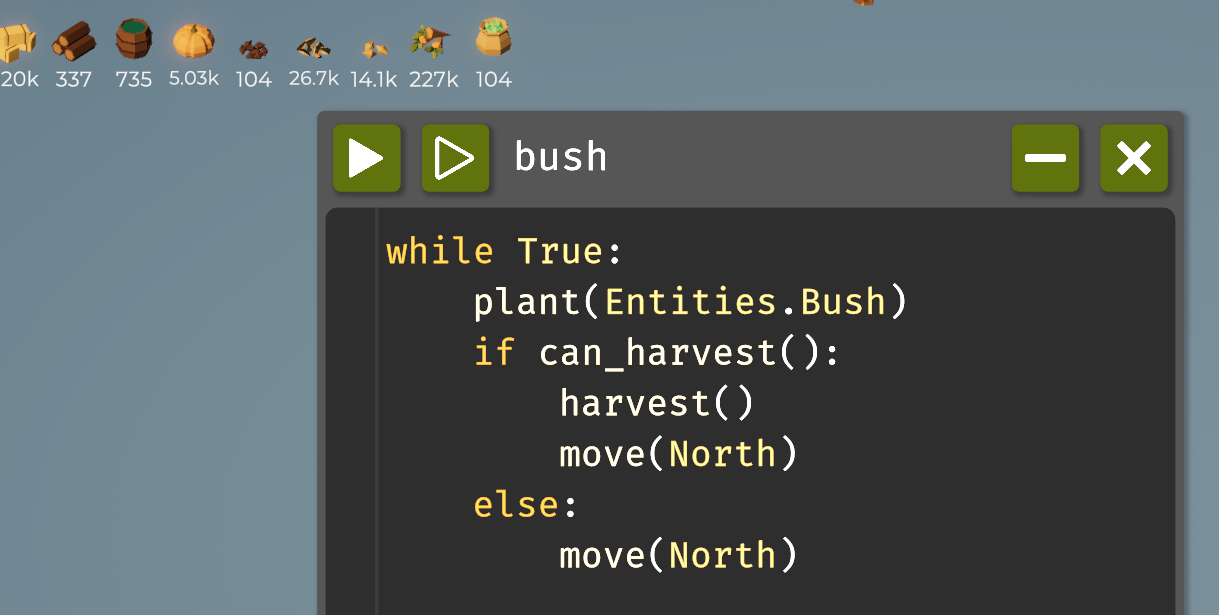 20k 337 735 5.03k 104 26.7k 14.1k 227k 104
bush
while True:
    plant(Entities.Bush)
    if can_harvest():
        harvest()
        move(North)
    else:
        move(North)